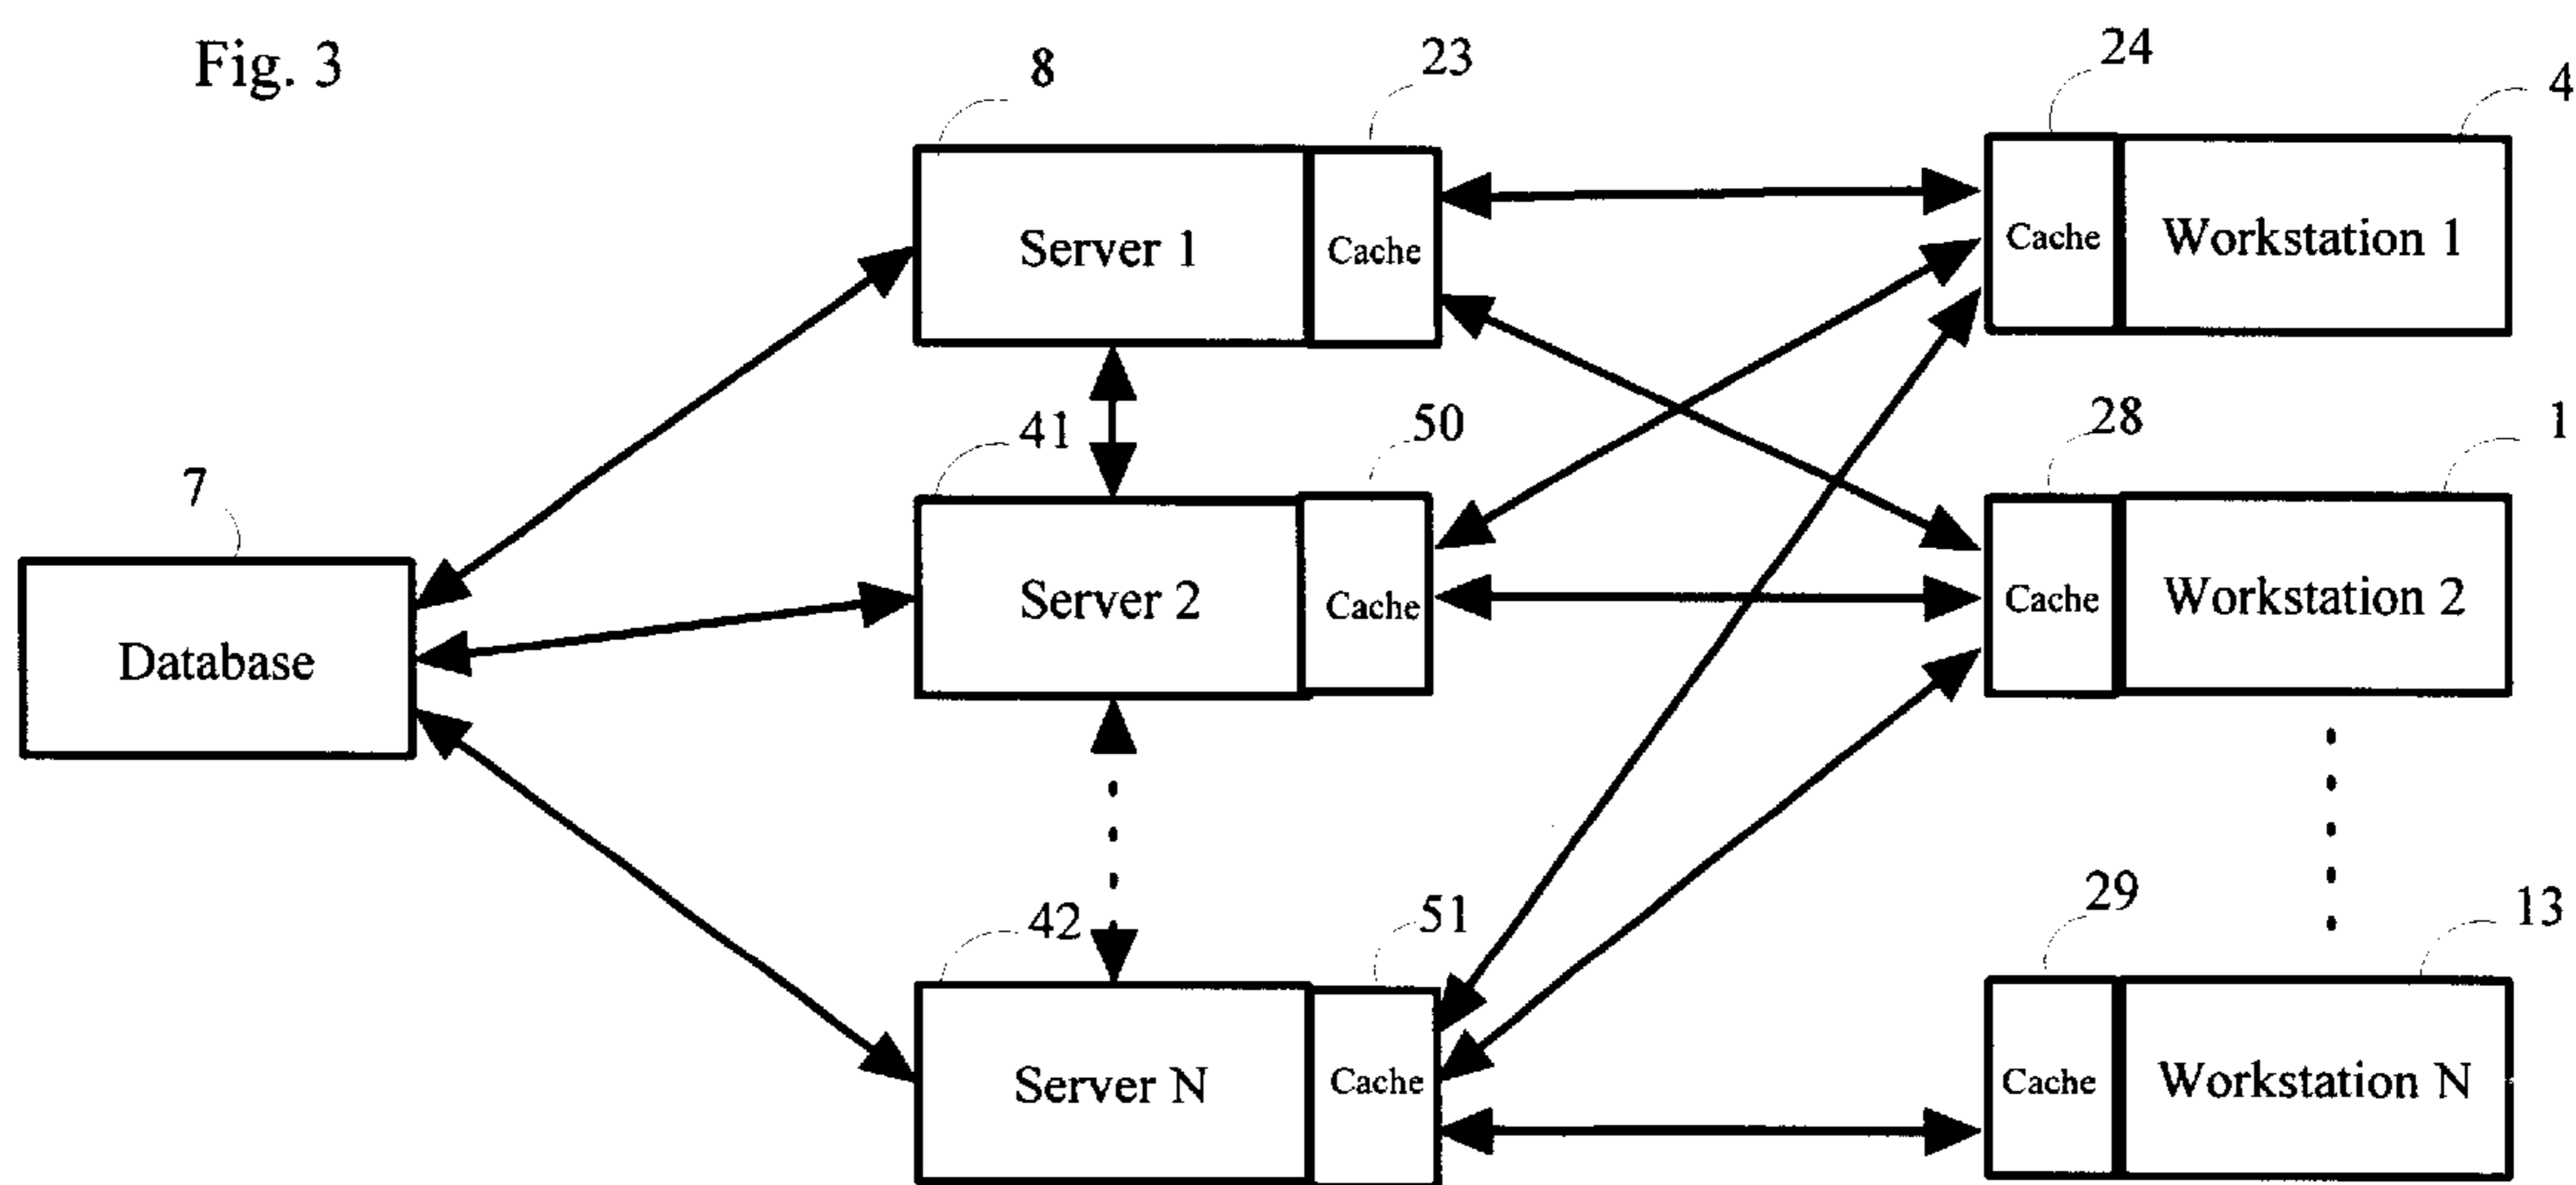 Fig. 3
8
23
24
4
Server 1
Cache
Cache
Workstation 1
7
41
50
28
1
Database
Server 2
Cache
Cache
Workstation 2
42
51
29
13
Server N
Cache
Cache
Workstation N